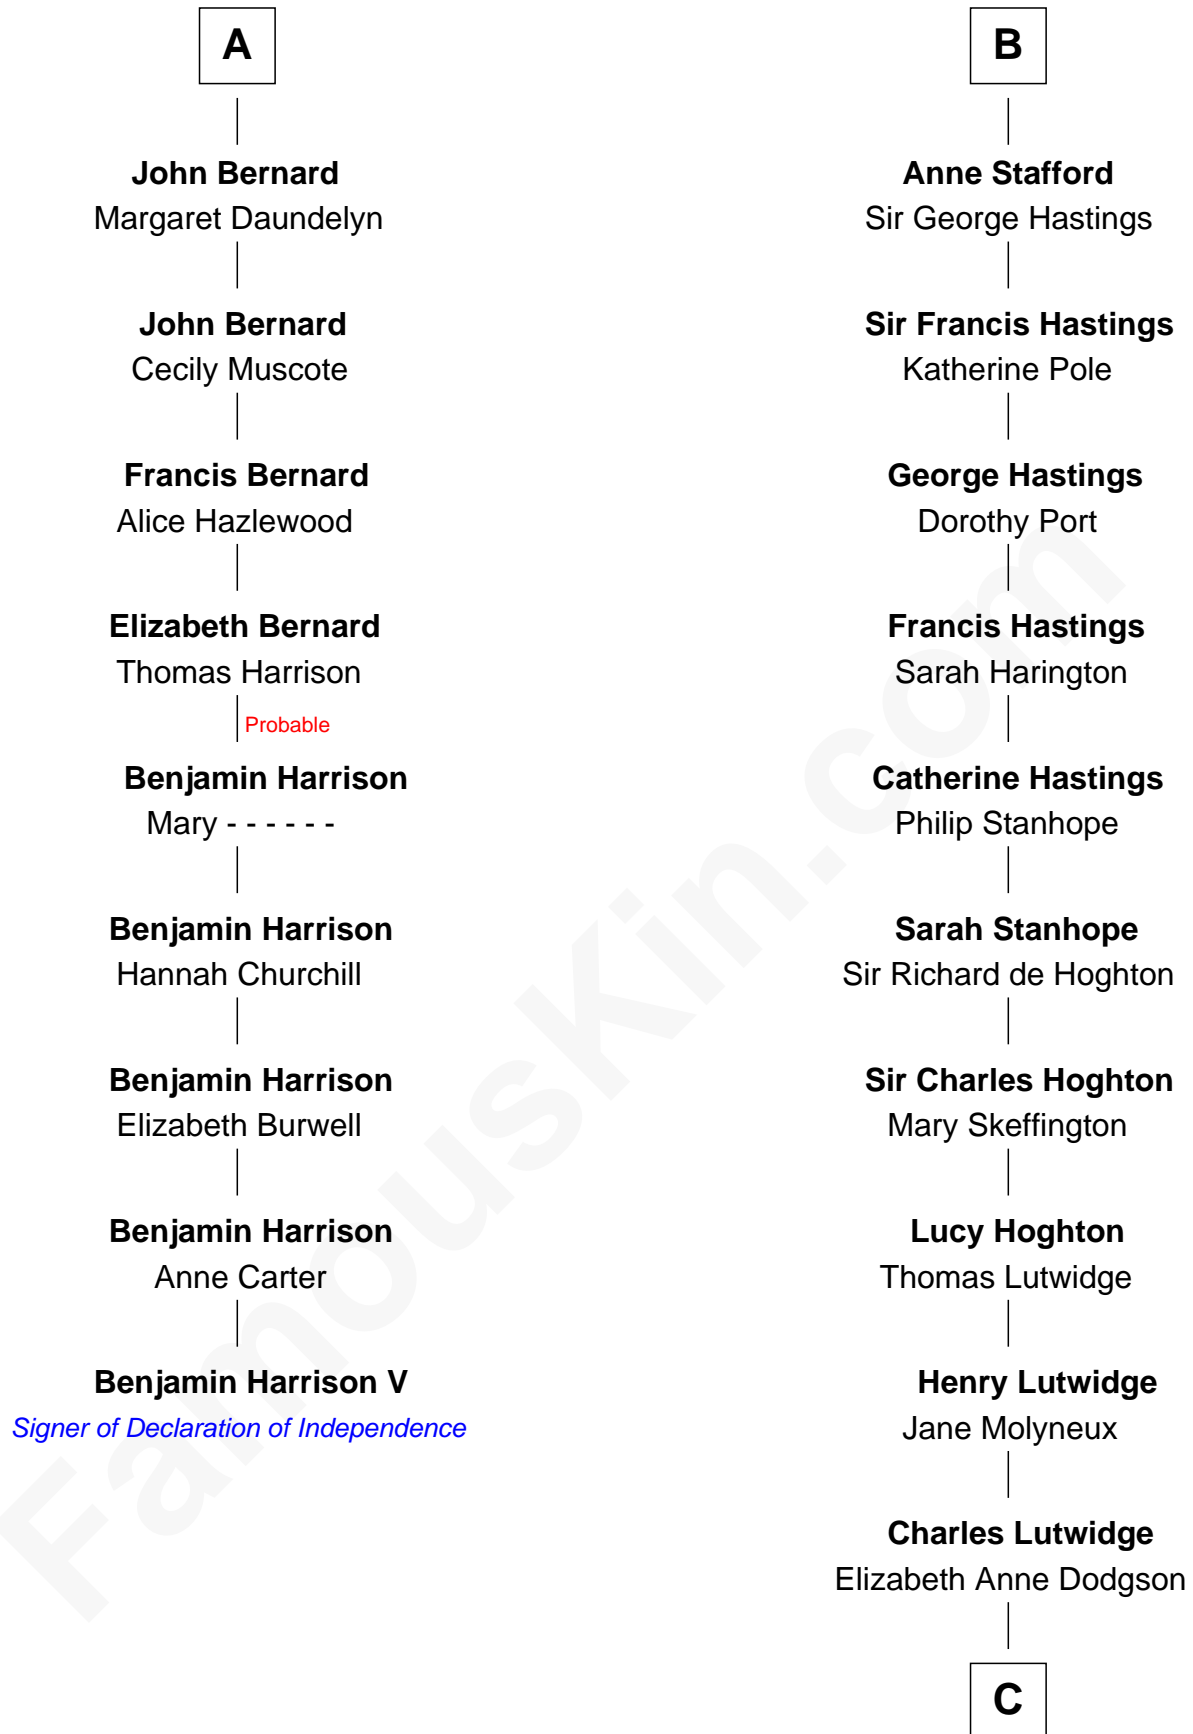 A
John Bernard
Margaret Daundelyn
John Bernard
Cecily Muscote
Francis Bernard
Alice Hazlewood
Elizabeth Bernard
Thomas Harrison
Probable
Benjamin Harrison
Mary - - - - - -
Benjamin Harrison
Hannah Churchill
Benjamin Harrison
Elizabeth Burwell
Benjamin Harrison
Anne Carter
Benjamin Harrison V
Signer of Declaration of Independence
B
Anne Stafford
Sir George Hastings
Sir Francis Hastings
Katherine Pole
George Hastings
Dorothy Port
Francis Hastings
Sarah Harington
Catherine Hastings
Philip Stanhope
Sarah Stanhope
Sir Richard de Hoghton
Sir Charles Hoghton
Mary Skeffington
Lucy Hoghton
Thomas Lutwidge
Henry Lutwidge
Jane Molyneux
Charles Lutwidge
Elizabeth Anne Dodgson
C
FamousKin.com